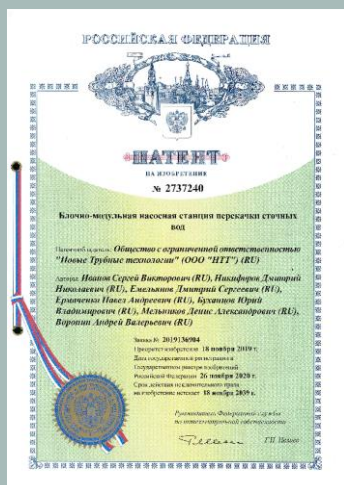 РОССИЙСКАЯ ФЕДЕРАЦИЯ
ПАТЕНТ
НА ИЗОБРЕТЕНИЕ
№ 2737240
Блочно-модульная насосная станция перекачки сточных
вод
Патентообладатель: Общество с ограниченной ответственностью
"Новые Трубные технологии" (ООО "НТТ") (RU)
Авторы: Иванов Сергей Викторович (RU), Никифоров Дмитрий
Николаевич (RU), Емельянов Дмитрий Сергеевич (RU),
Ермаченко Павел Андреевич (RU), Юрий
Владимирович (RU), Мельников Денис Александрович (RU),
Воронин Андрей Валерьевич (RU)
Заявка № 2019136904
Приоритет изобретения 18 ноября 2019 г.
Дата государственной регистрации в
Государственном реестре изобретений
Российской Федерации 26 ноября 2020 г.
Срок действия исключительного права
на изобретение истекает 18 ноября 2039 г.
Руководитель Федеральной службы
по интеллектуальной собственности
Г.П. Ивлиев